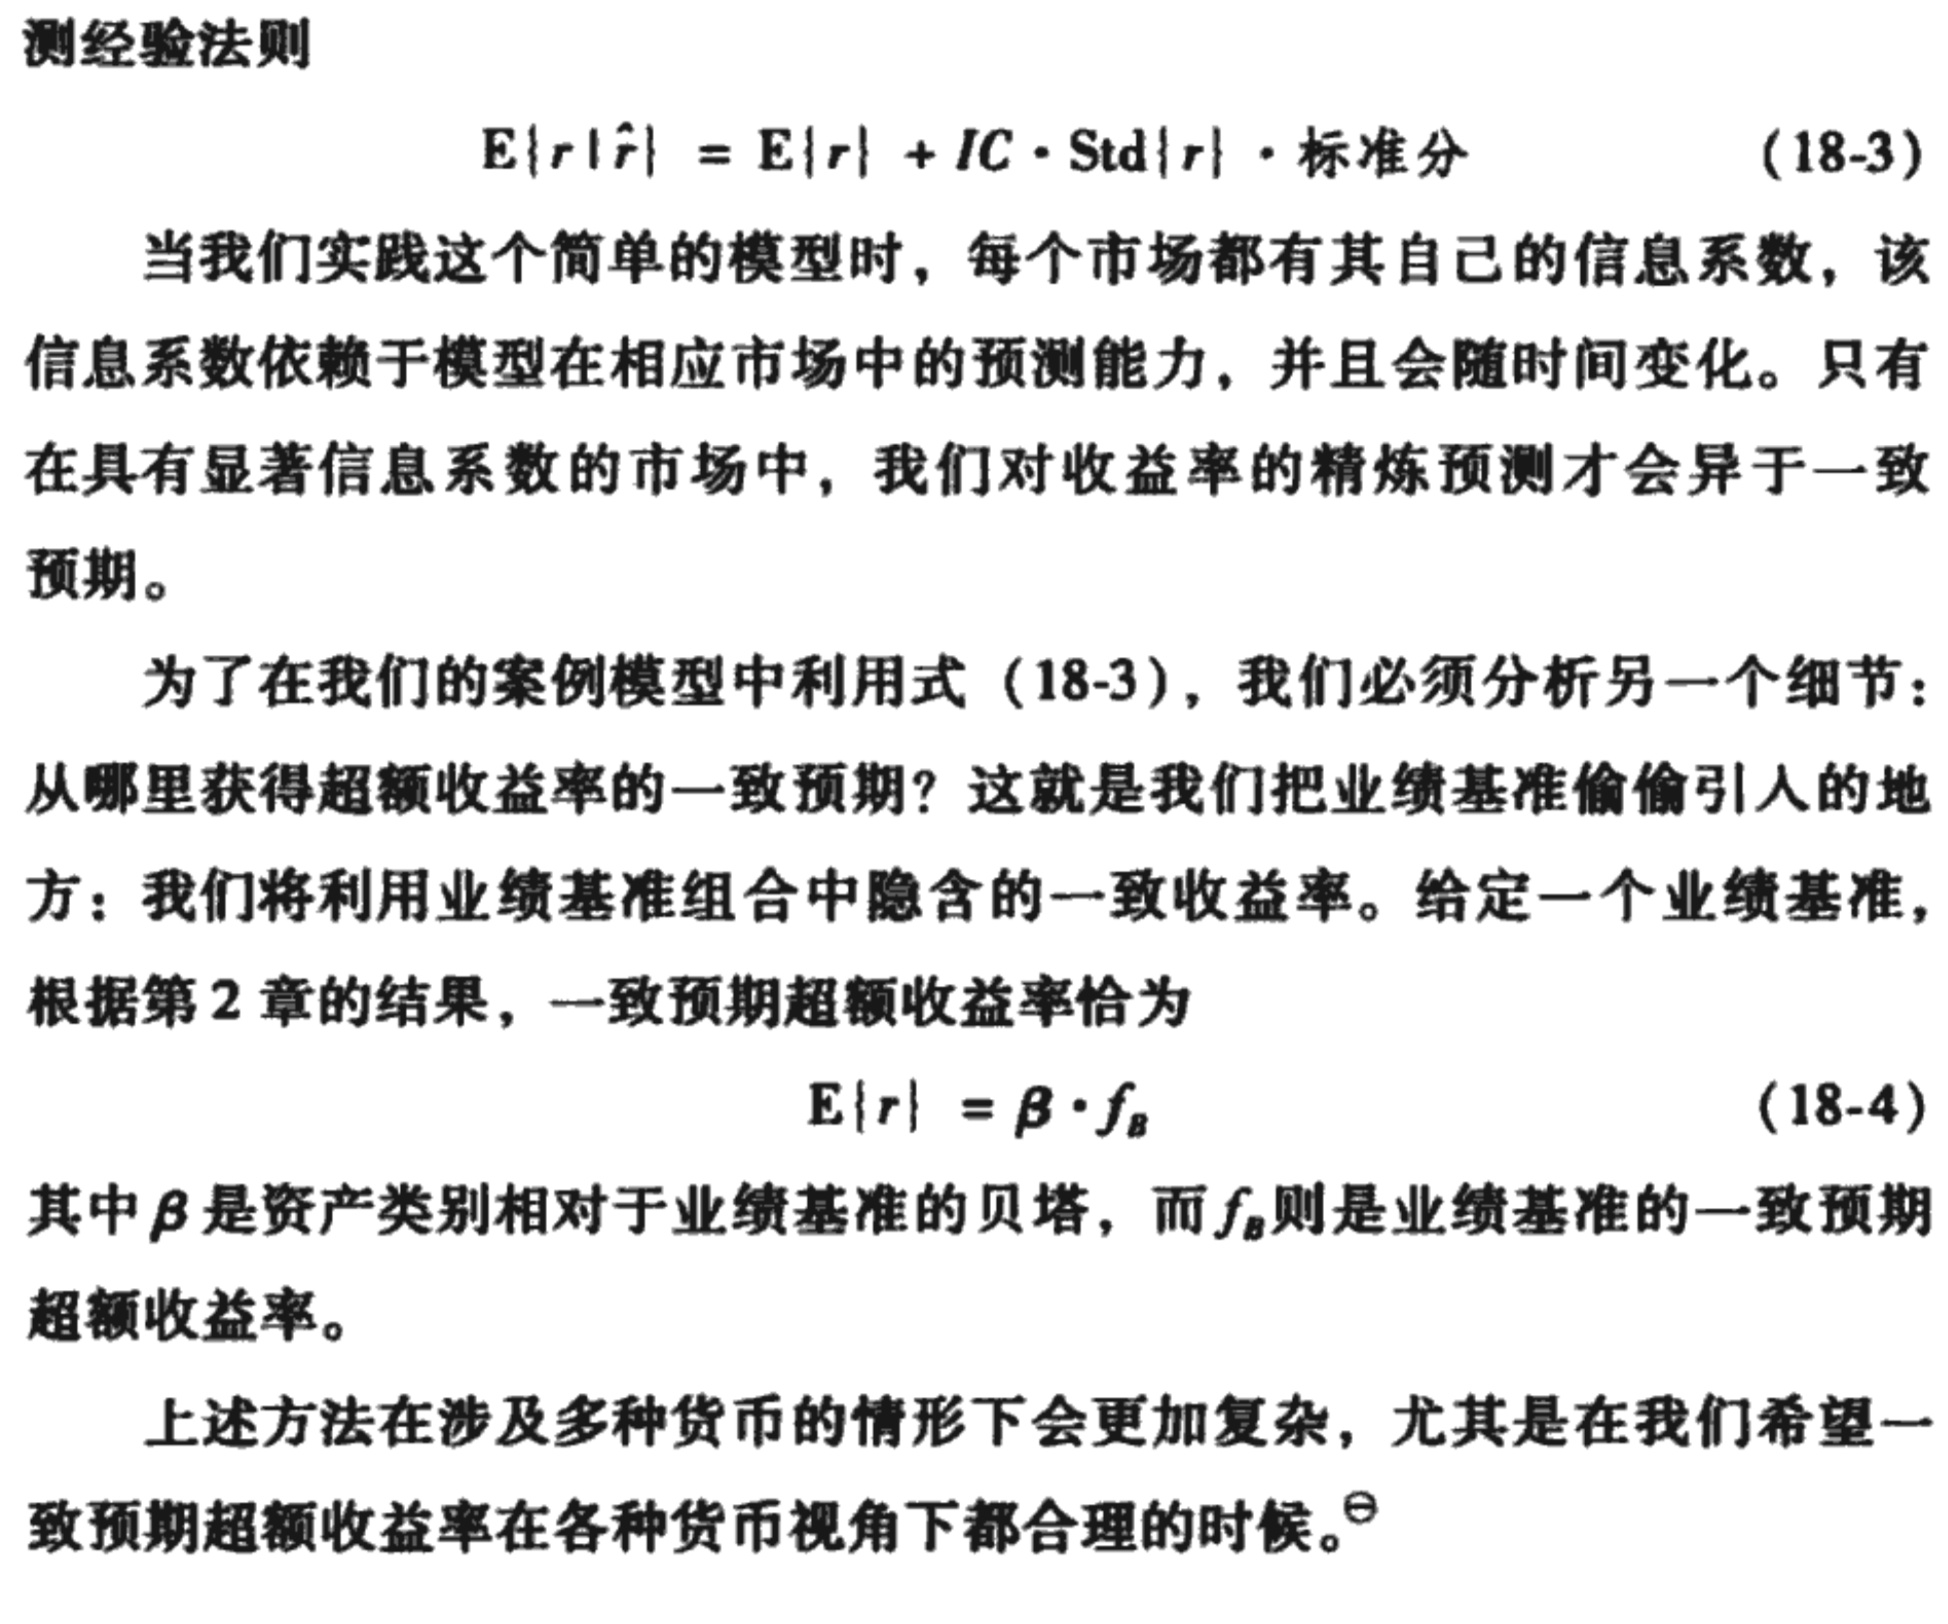 测经验法则
E{r|r̂} = E{r} + IC · Std{r} · 标准分 (18-3)
当我们实践这个简单的模型时，每个市场都有其自己的信息系数，该
信息系数依赖于模型在相应市场中的预测能力，并且会随时间变化。只有
在具有显著信息系数的市场中，我们对收益率的精炼预测才会异于一致
预期。
为了在我们的案例模型中利用式（18-3），我们必须分析另一个细节：
从哪里获得超额收益率的一致预期？这就是我们把业绩基准偷偷引入的地
方：我们将利用业绩基准组合中隐含的一致收益率。给定一个业绩基准，
根据第2章的结果，一致预期超额收益率恰为
E{r} = β · f_B (18-4)
其中β是资产类别相对于业绩基准的贝塔，而f_B则是业绩基准的一致预期
超额收益率。
上述方法在涉及多种货币的情形下会更加复杂，尤其是在我们希望一
致预期超额收益率在各种货币视角下都合理的时候。㊀